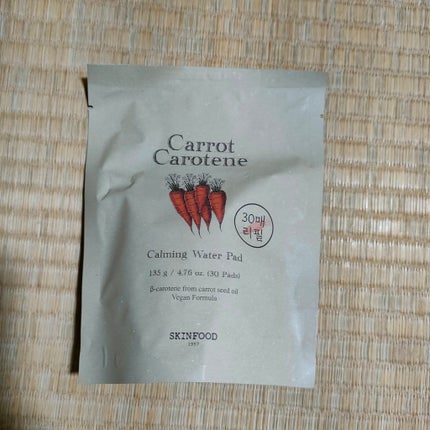 Carrot
Carotene
30매
리필
Calming Water Pad
135 g / 4.76 oz. (30 Pads)
β-carotene from carrot seed oil
Vegan Formula
SKINFOOD
1957